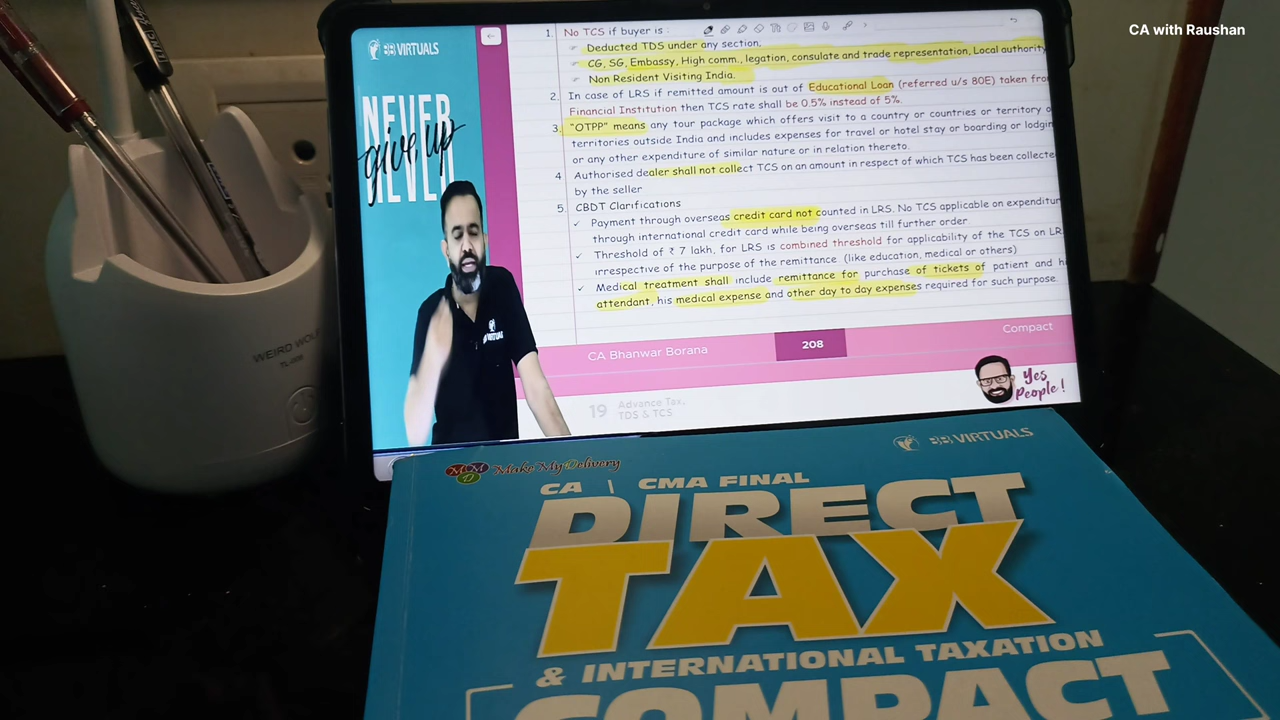 CA with Raushan
BB VIRTUALS
NEVER
give up
NEVER
1. No TCS if buyer is :
Deducted TDS under any section,
CG, SG, Embassy, High comm., legation, consulate and trade representation, Local authority
Non Resident Visiting India.
2. In case of LRS if remitted amount is out of Educational Loan (referred u/s 80E) taken from
Financial Institution then TCS rate shall be 0.5% instead of 5%.
3. "OTPP" means any tour package which offers visit to a country or countries or territory or
territories outside India and includes expenses for travel or hotel stay or boarding or lodging
or any other expenditure of similar nature or in relation thereto.
4 Authorised dealer shall not collect TCS on an amount in respect of which TCS has been collected
by the seller
5. CBDT Clarifications
✓ Payment through overseas credit card not counted in LRS. No TCS applicable on expenditure
through international credit card while being overseas till further order
✓ Threshold of ₹ 7 lakh, for LRS is combined threshold for applicability of the TCS on LR
irrespective of the purpose of the remittance (like education, medical or others)
✓ Medical treatment shall include remittance for purchase of tickets of patient and hi
attendant, his medical expense and other day to day expenses required for such purpose.
CA Bhanwar Borana
208
Compact
19 Advance Tax,
TDS & TCS
Yes
People !
WEIRD WOL
BB VIRTUALS
MMD MakeMyDelivery
CA | CMA FINAL
DIRECT
TAX
& INTERNATIONAL TAXATION
COMPACT